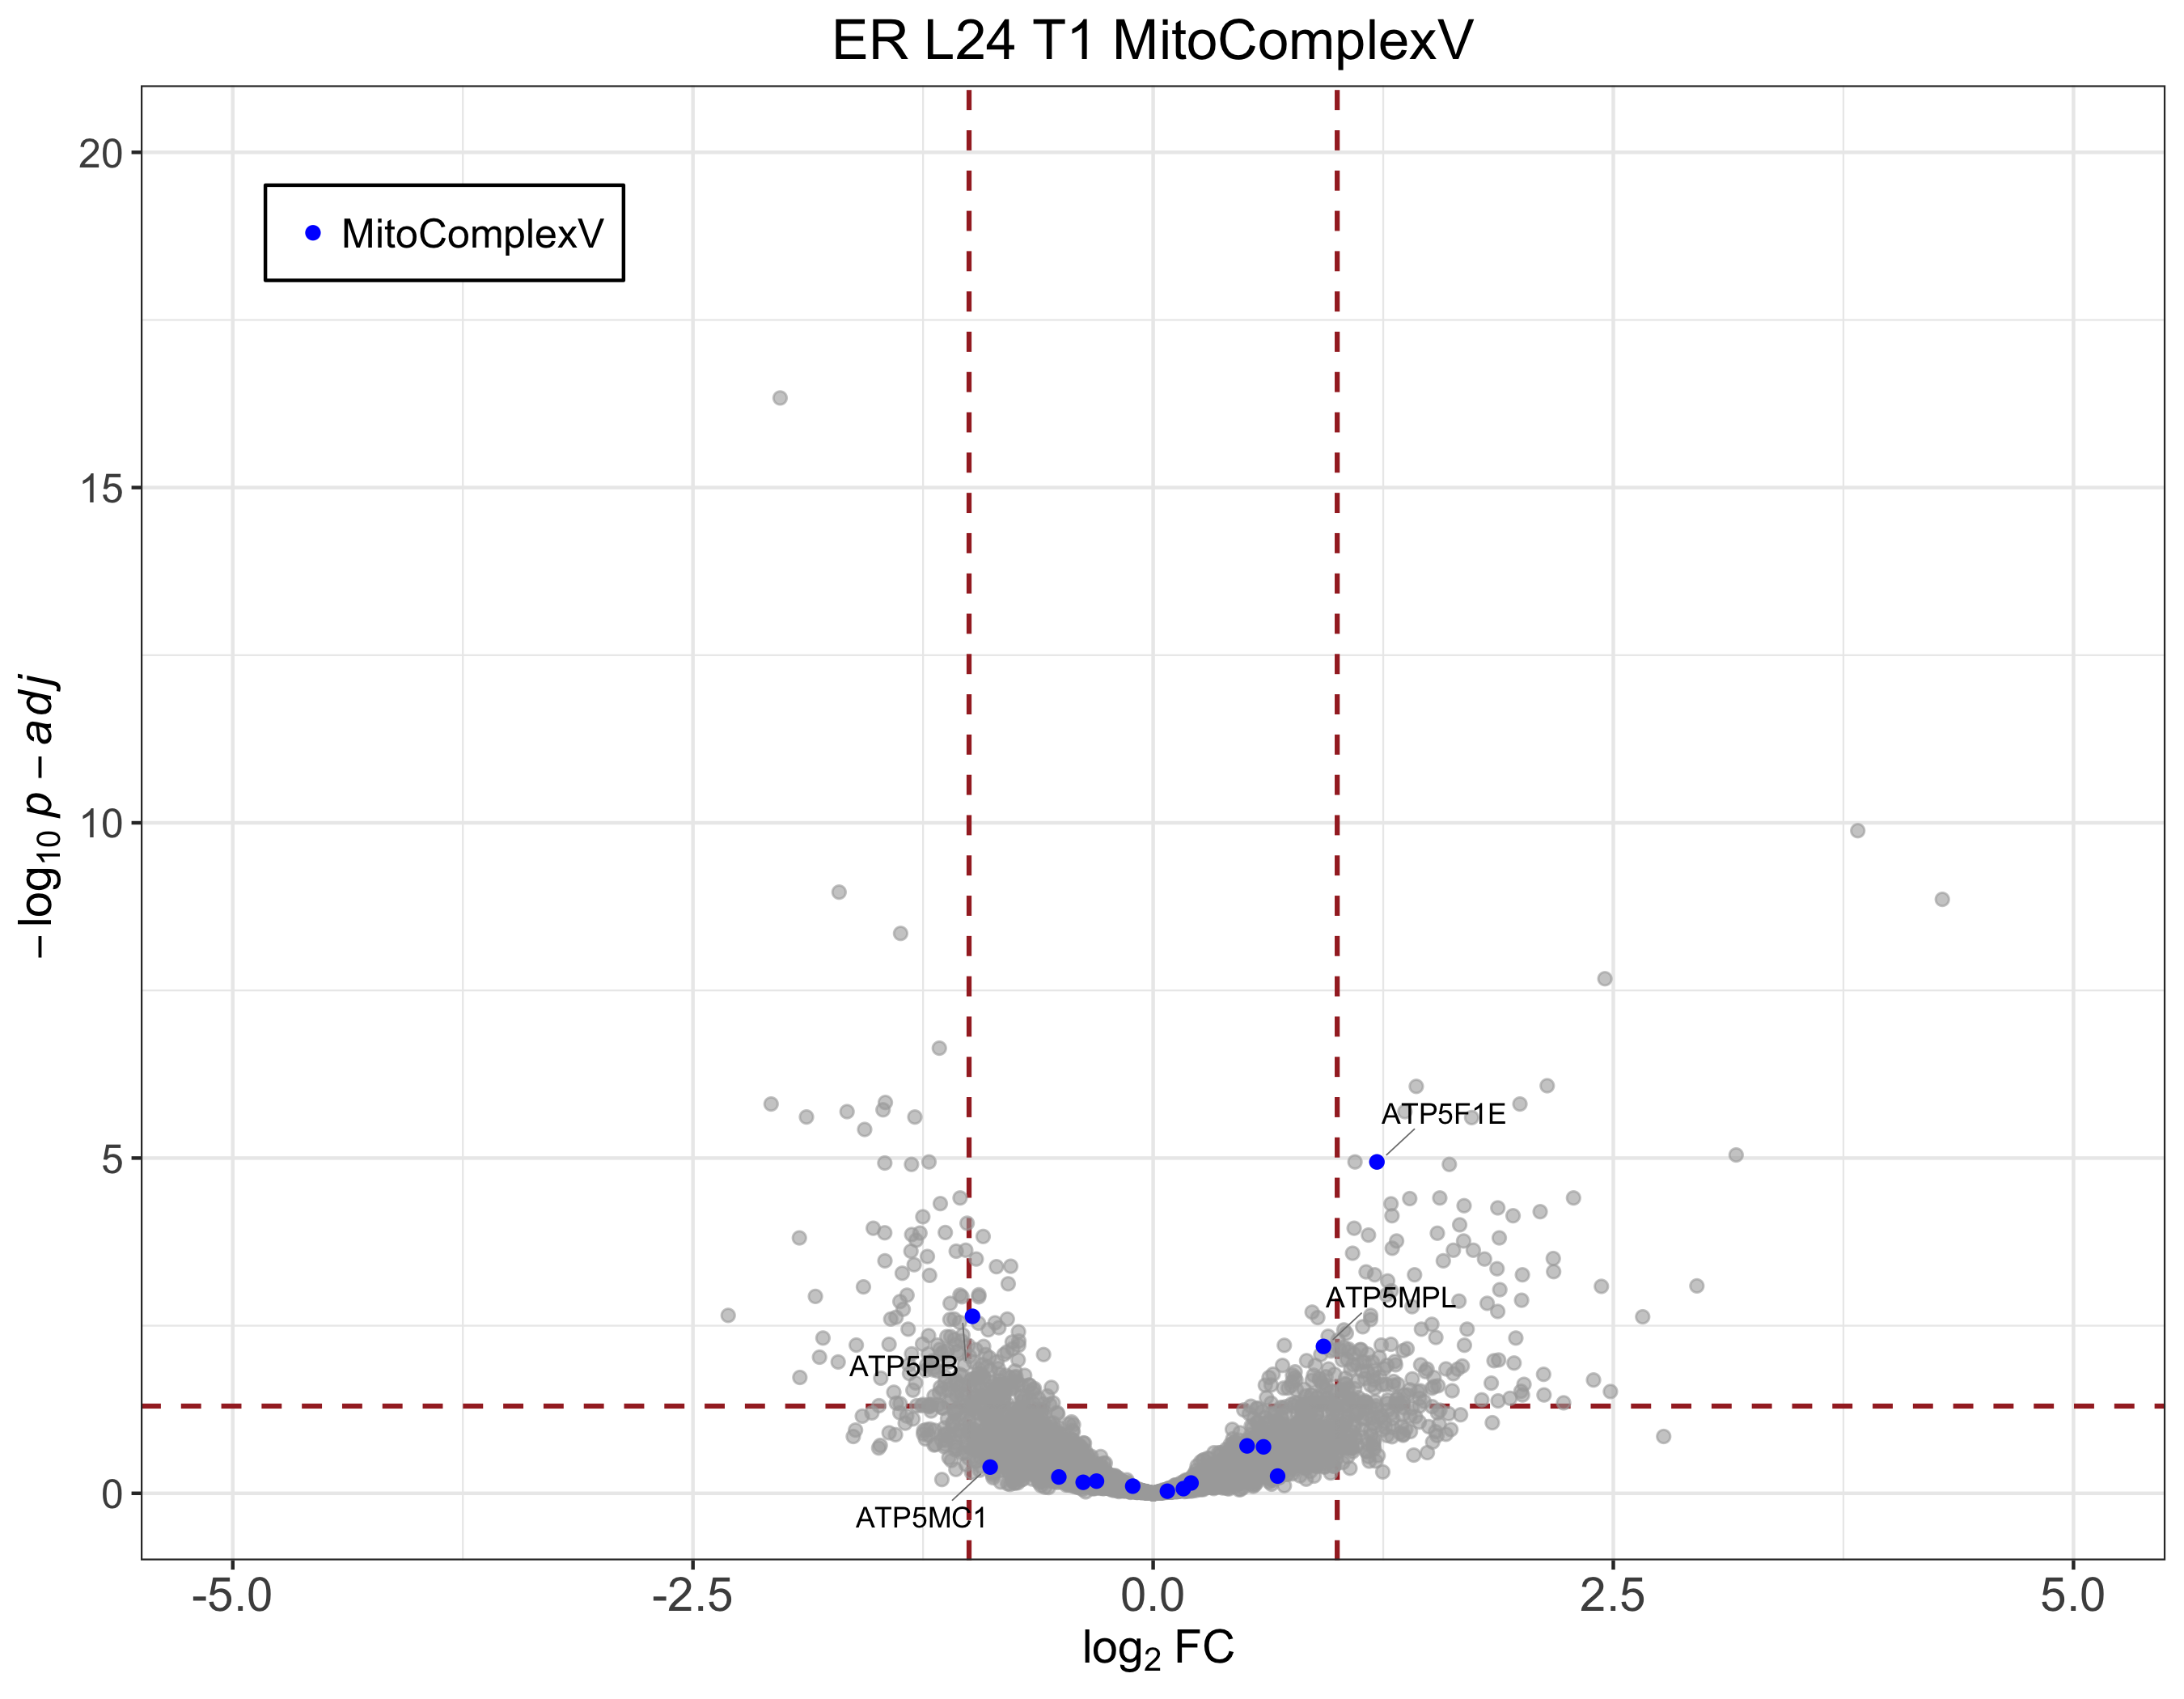 ER L24 T1 MitoComplexV
MitoComplexV
20
15
10
5
0
−log10 p − adj
ATP5F1E
ATP5MPL
ATP5PB
ATP5MC1
-5.0
-2.5
0.0
2.5
5.0
log2 FC